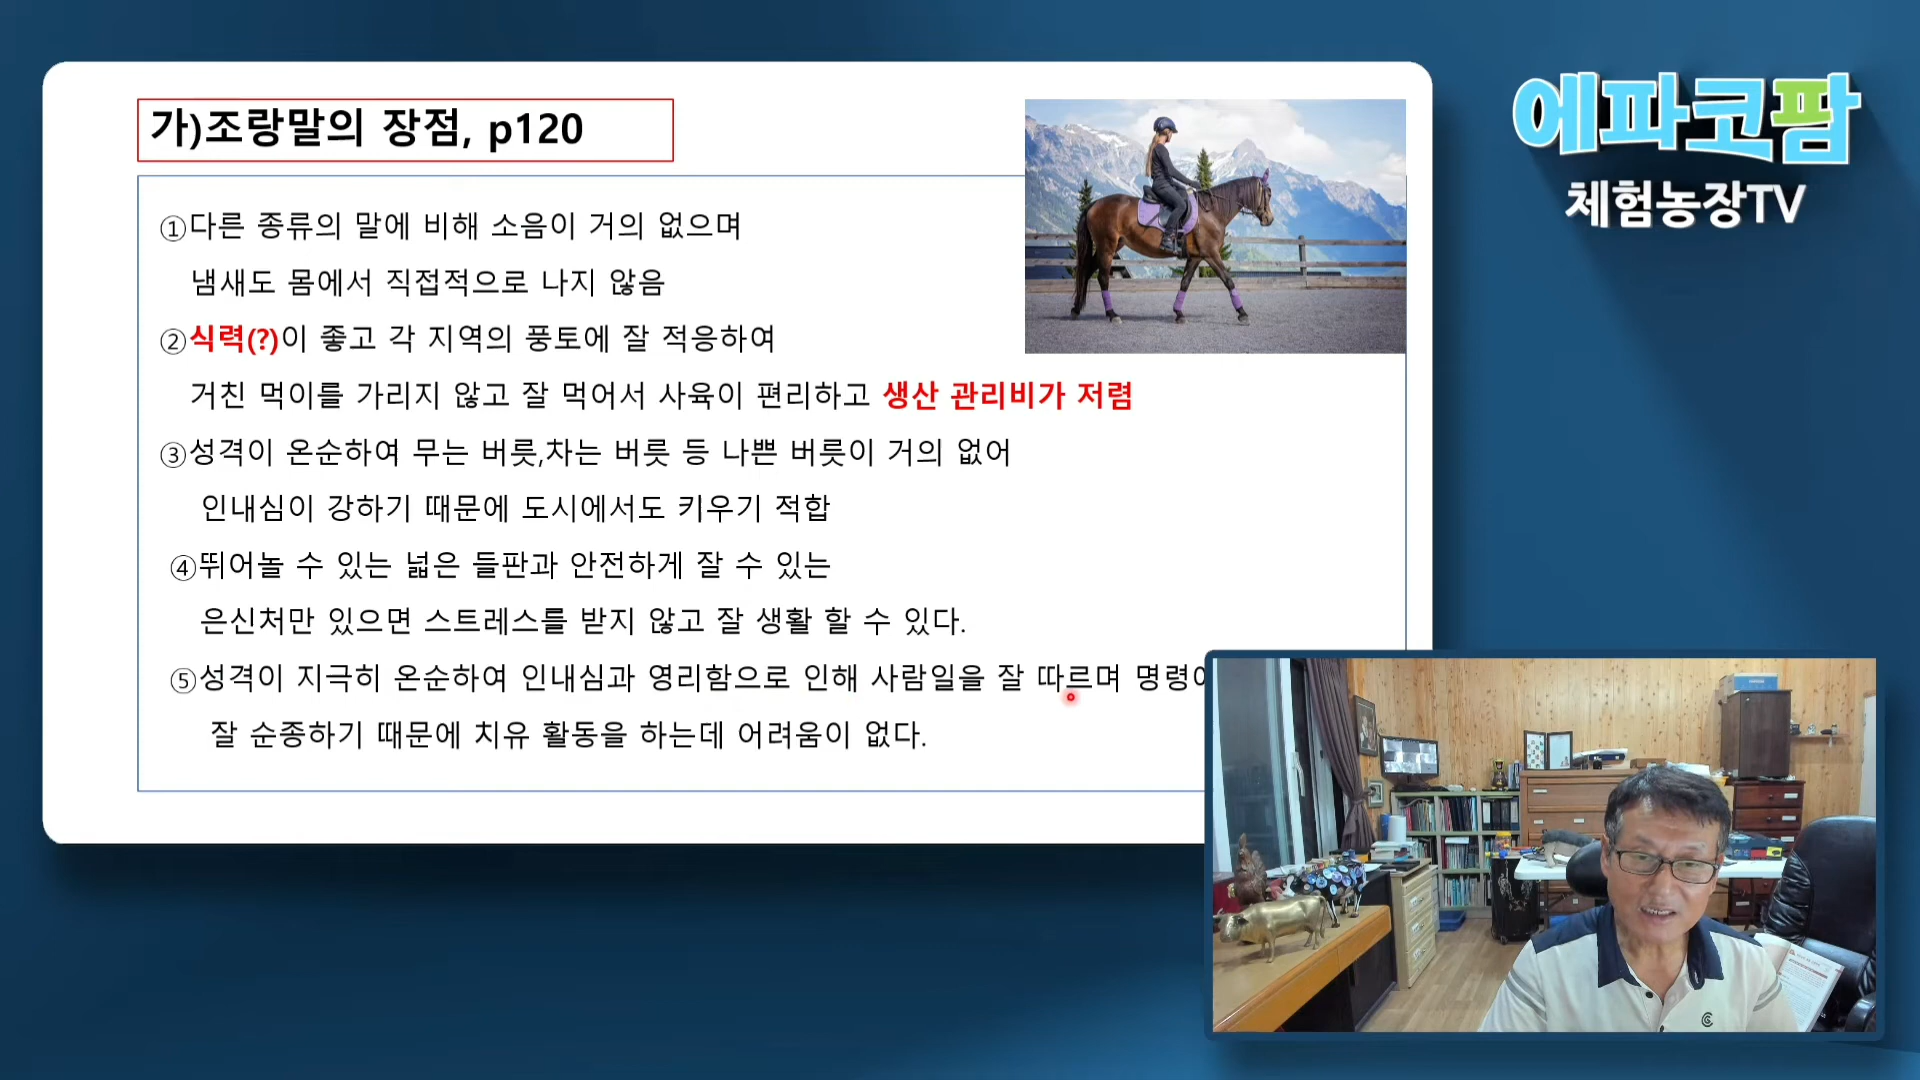 가)조랑말의 장점, p120
에파코팜
체험농장TV
①다른 종류의 말에 비해 소음이 거의 없으며
냄새도 몸에서 직접적으로 나지 않음
②식력(?)이 좋고 각 지역의 풍토에 잘 적응하여
거친 먹이를 가리지 않고 잘 먹어서 사육이 편리하고 생산 관리비가 저렴
③성격이 온순하여 무는 버릇,차는 버릇 등 나쁜 버릇이 거의 없어
인내심이 강하기 때문에 도시에서도 키우기 적합
④뛰어놀 수 있는 넓은 들판과 안전하게 잘 수 있는
은신처만 있으면 스트레스를 받지 않고 잘 생활 할 수 있다.
⑤성격이 지극히 온순하여 인내심과 영리함으로 인해 사람일을 잘 따르며 명령
잘 순종하기 때문에 치유 활동을 하는데 어려움이 없다.